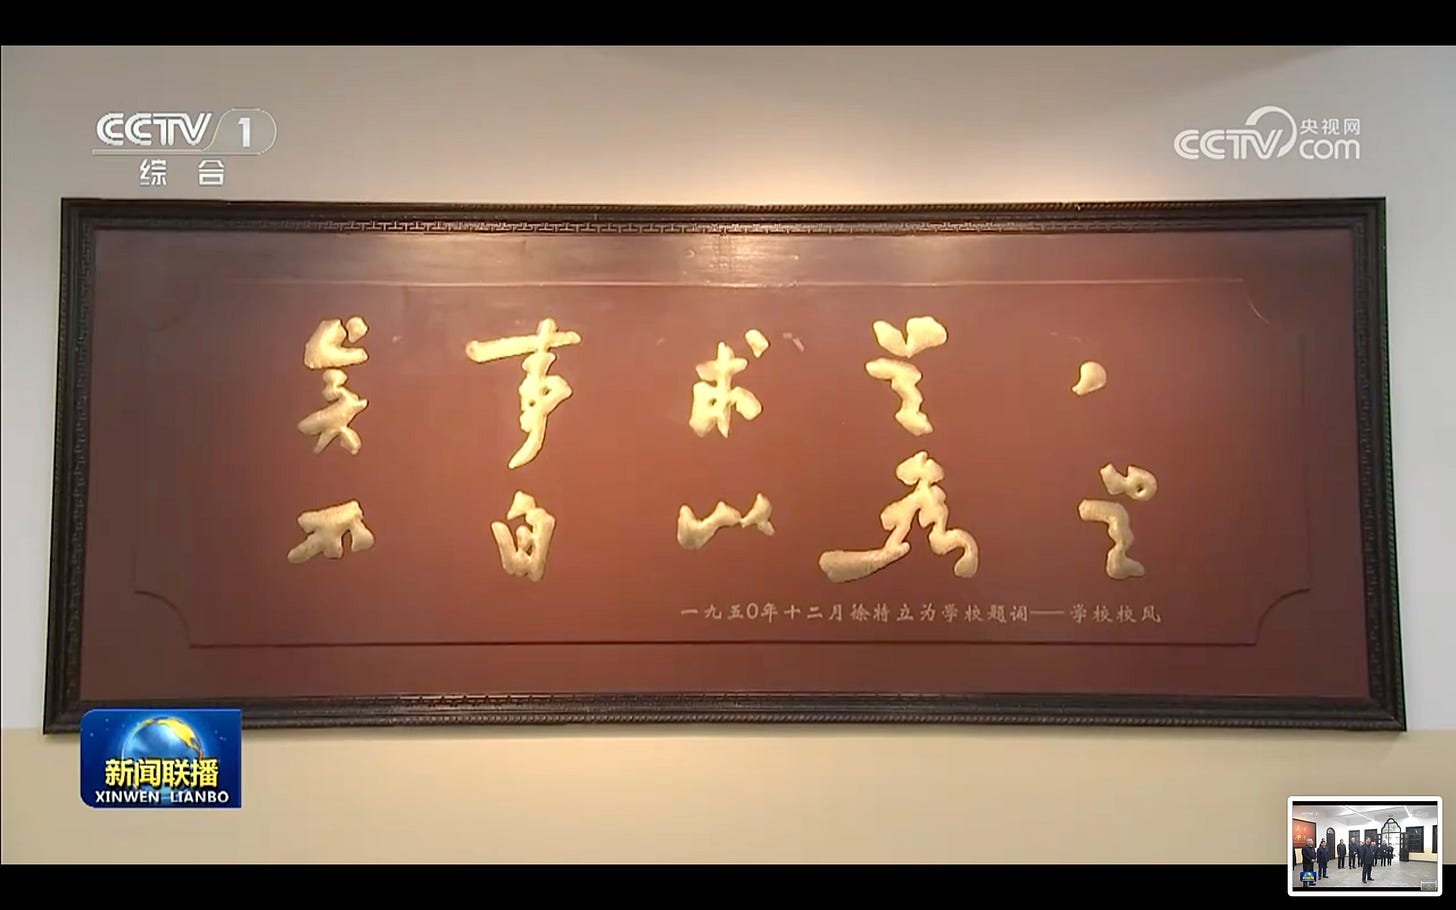 CCTV 1
综 合
央视网
CCTV com
实事求是，
不自以为是
一九五0年十二月徐特立为学校题词——学校校风
新闻联播
XINWEN LIANBO